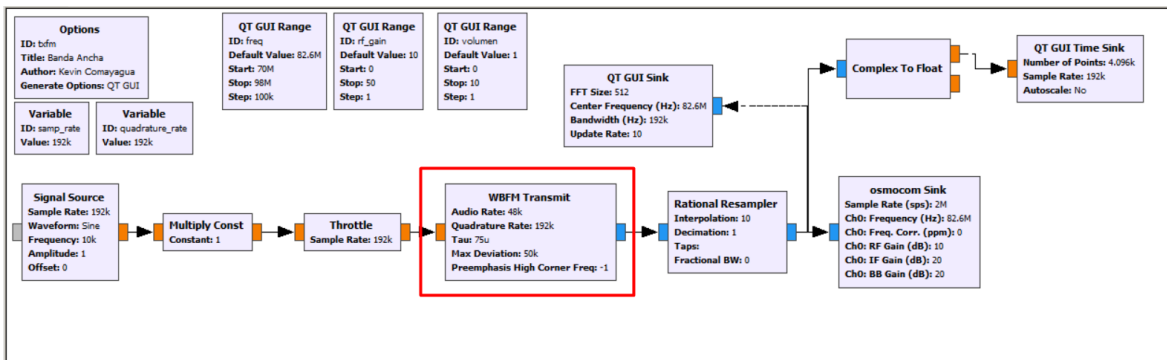 Options
ID: txfm
Title: Banda Ancha
Author: Kevin Comayagua
Generate Options: QT GUI
Variable
ID: samp_rate
Value: 192k
Variable
ID: quadrature_rate
Value: 192k
QT GUI Range
ID: freq
Default Value: 82.6M
Start: 70M
Stop: 98M
Step: 100k
QT GUI Range
ID: rf_gain
Default Value: 10
Start: 0
Stop: 50
Step: 1
QT GUI Range
ID: volumen
Default Value: 1
Start: 0
Stop: 10
Step: 1
QT GUI Sink
FFT Size: 512
Center Frequency (Hz): 82.6M
Bandwidth (Hz): 192k
Update Rate: 10
Complex To Float
QT GUI Time Sink
Number of Points: 4.096k
Sample Rate: 192k
Autoscale: No
Signal Source
Sample Rate: 192k
Waveform: Sine
Frequency: 10k
Amplitude: 1
Offset: 0
Multiply Const
Constant: 1
Throttle
Sample Rate: 192k
WBFM Transmit
Audio Rate: 48k
Quadrature Rate: 192k
Tau: 75u
Max Deviation: 50k
Preemphasis High Corner Freq: -1
Rational Resampler
Interpolation: 10
Decimation: 1
Taps:
Fractional BW: 0
osmocom Sink
Sample Rate (sps): 2M
Ch0: Frequency (Hz): 82.6M
Ch0: Freq. Corr. (ppm): 0
Ch0: RF Gain (dB): 10
Ch0: IF Gain (dB): 20
Ch0: BB Gain (dB): 20